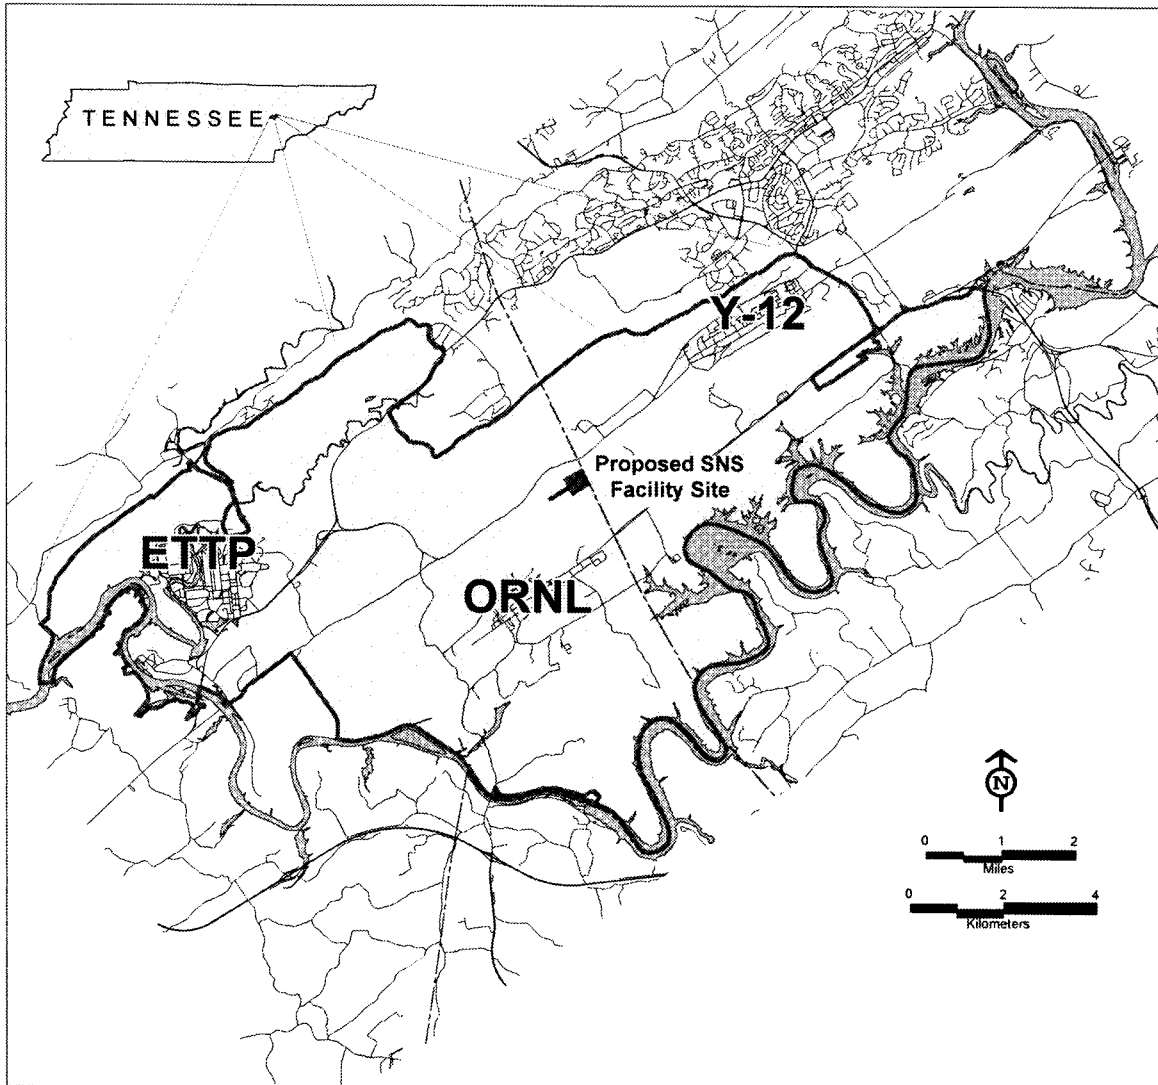 TENNESSEE
Y-12
Proposed SNS
Facility Site
ETTP
ORNL
N
0 1 2
Miles
0 2 4
Kilometers